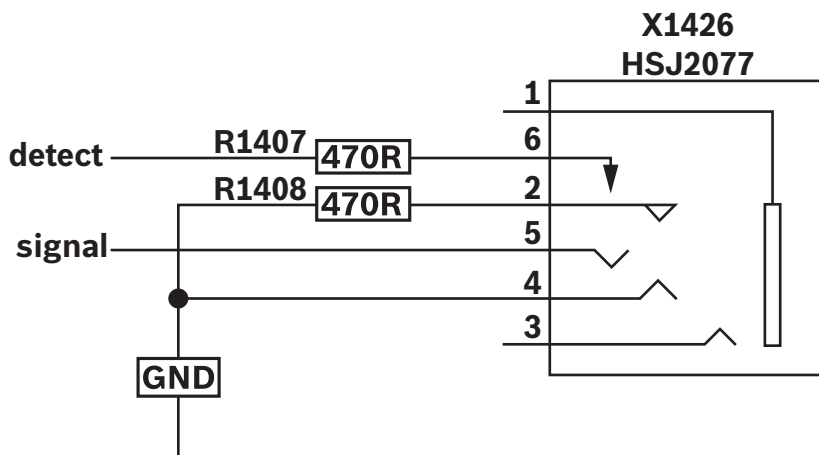 X1426
HSJ2077
1
detect R1407 470R 6
R1408 470R 2
signal 5
4
3
GND